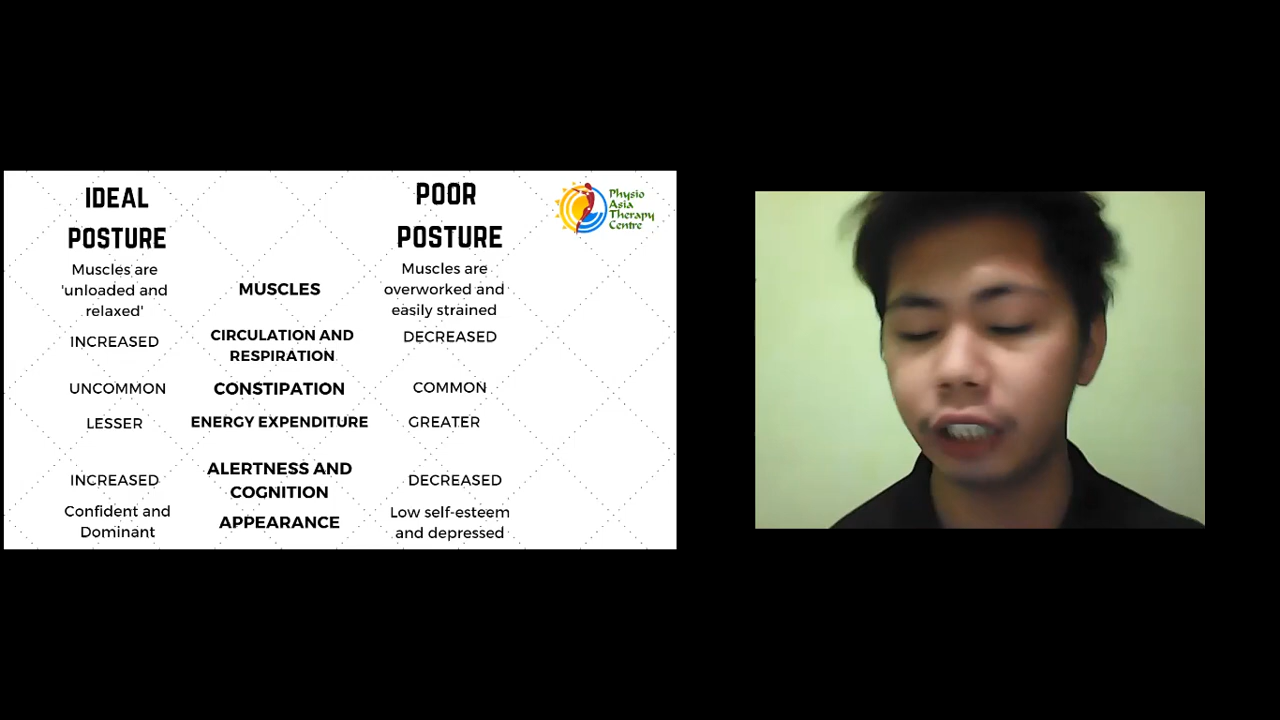 IDEAL
POSTURE
POOR
POSTURE
Physio
Asia
Therapy
Centre
Muscles are
'unloaded and
relaxed'
MUSCLES
Muscles are
overworked and
easily strained
INCREASED
CIRCULATION AND
RESPIRATION
DECREASED
UNCOMMON
CONSTIPATION
COMMON
LESSER
ENERGY EXPENDITURE
GREATER
INCREASED
ALERTNESS AND
COGNITION
DECREASED
Confident and
Dominant
APPEARANCE
Low self-esteem
and depressed